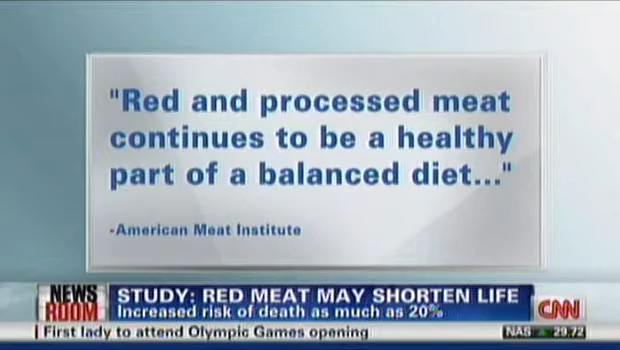 "Red and processed meat
continues to be a healthy
part of a balanced diet..."
-American Meat Institute
NEWS
ROOM
STUDY: RED MEAT MAY SHORTEN LIFE
Increased risk of death as much as 20%
CNN
First lady to attend Olympic Games opening
NAS ▲ 29.72